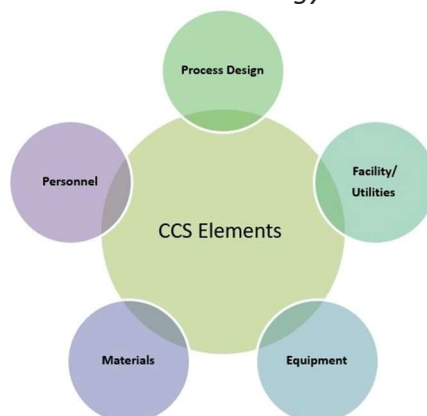 Process Design
Personnel
Facility/
Utilities
CCS Elements
Materials
Equipment